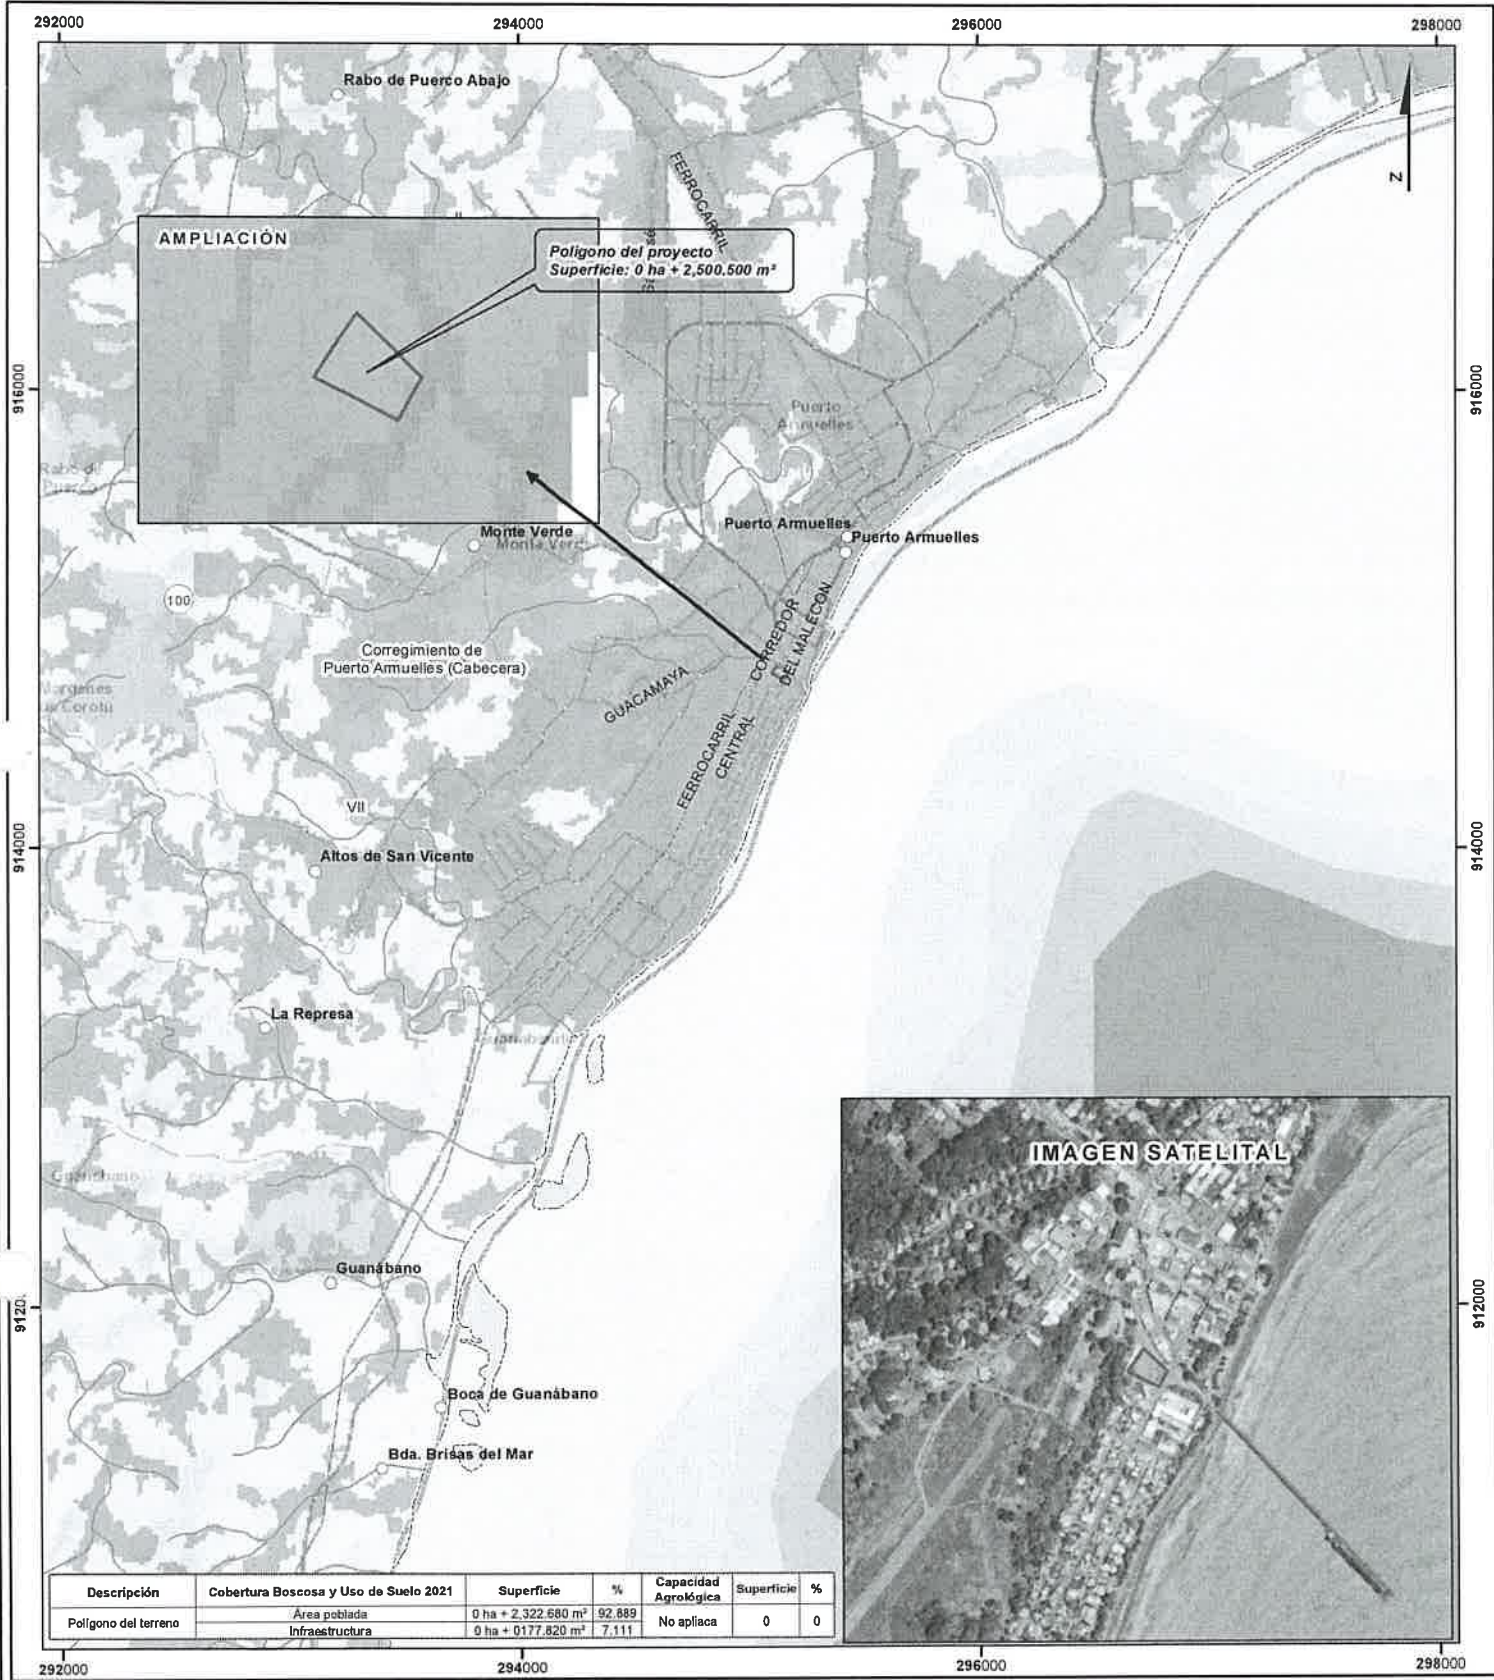 292000
294000
296000
298000
Rabo de Puerco Abajo
FERROCARRIL
N
AMPLIACIÓN
Polígono del proyecto
Superficie: 0 ha + 2,500.500 m²
916000
916000
Puerto
Armuelles
Rabo de
Puerco
Monte Verde
Monte Verde
Puerto Armuelles
Puerto Armuelles
100
CORREDOR
DEL MALECON
Corregimiento de
Puerto Armuelles (Cabecera)
GUACAMAYA
FERROCARRIL
CENTRAL
VII
914000
914000
Altos de San Vicente
La Represa
Guanabano
IMAGEN SATELITAL
Guanábano
Guanábano
912000
Boca de Guanábano
Bda. Brisas del Mar
Descripción Cobertura Boscosa y Uso de Suelo 2021 Superficie % Capacidad Agrológica Superficie %
Polígono del terreno Área poblada 0 ha + 2,322.680 m² 92.889 No apliaca 0 0
Infraestructura 0 ha + 0177.820 m² 7.111
292000
294000
296000
298000